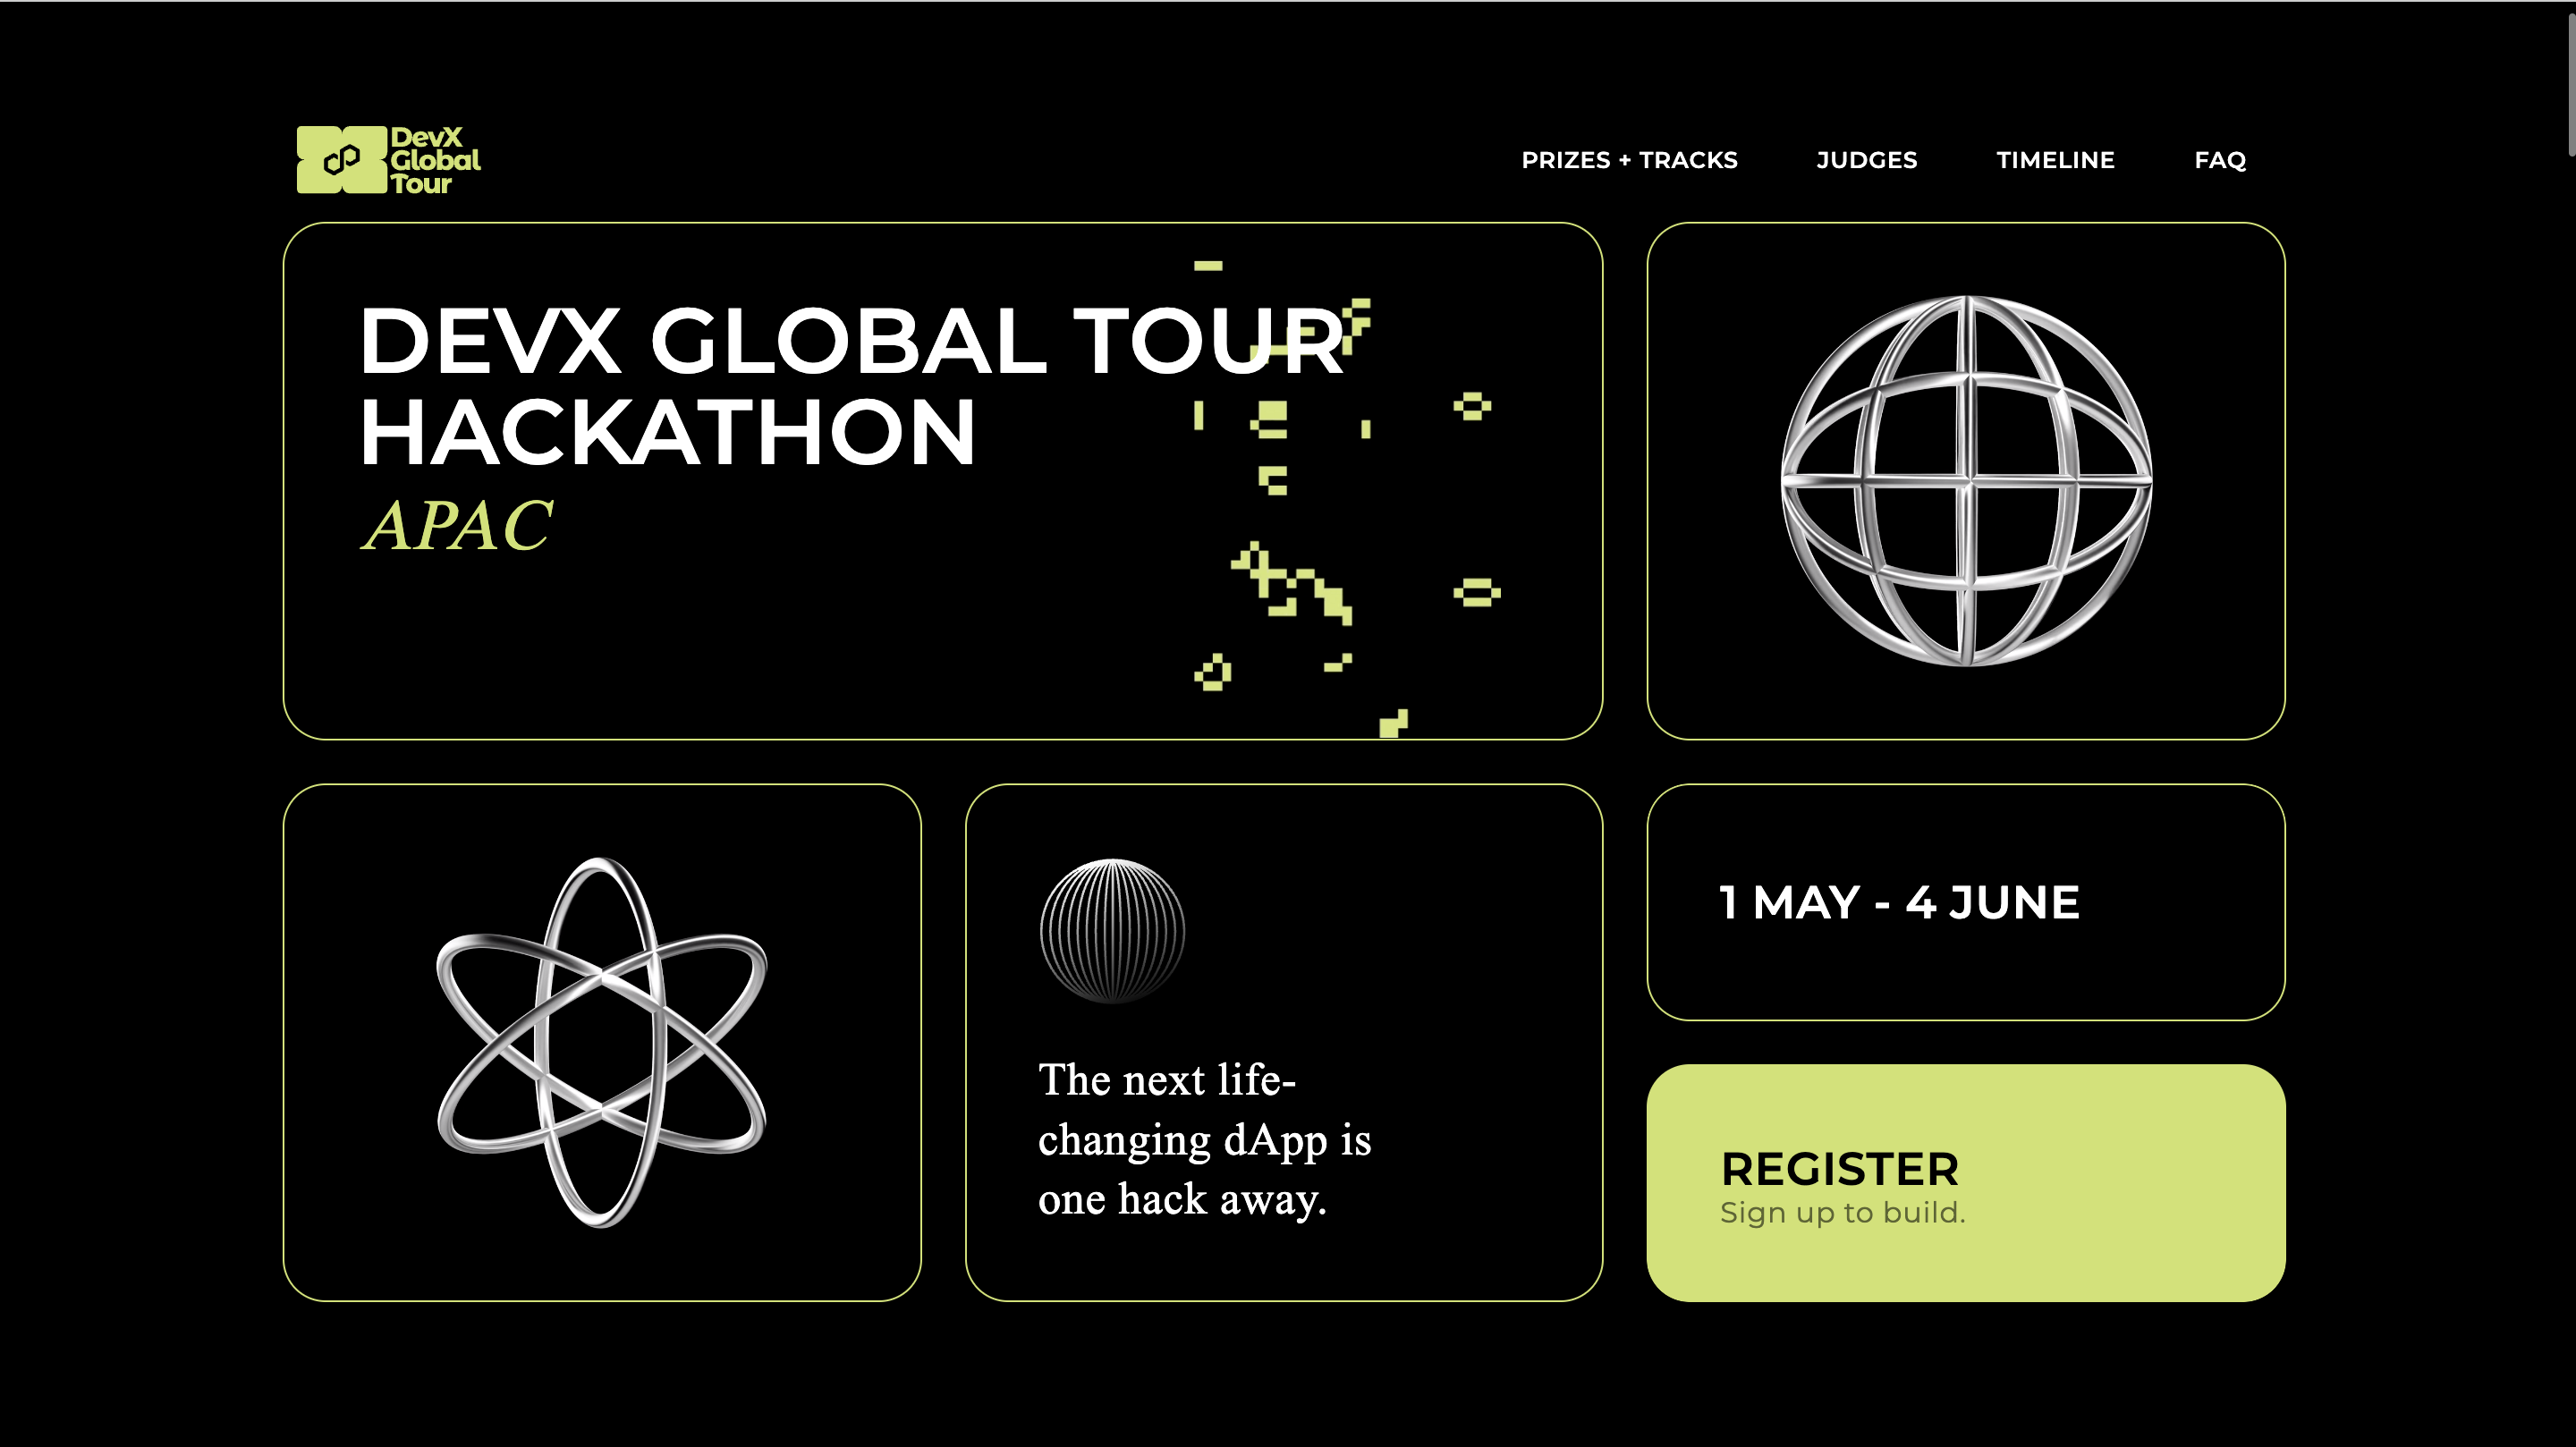 DevX
Global
Tour
PRIZES + TRACKS
JUDGES
TIMELINE
FAQ
DEVX GLOBAL TOUR
HACKATHON
APAC
The next life-
changing dApp is
one hack away.
1 MAY - 4 JUNE
REGISTER
Sign up to build.